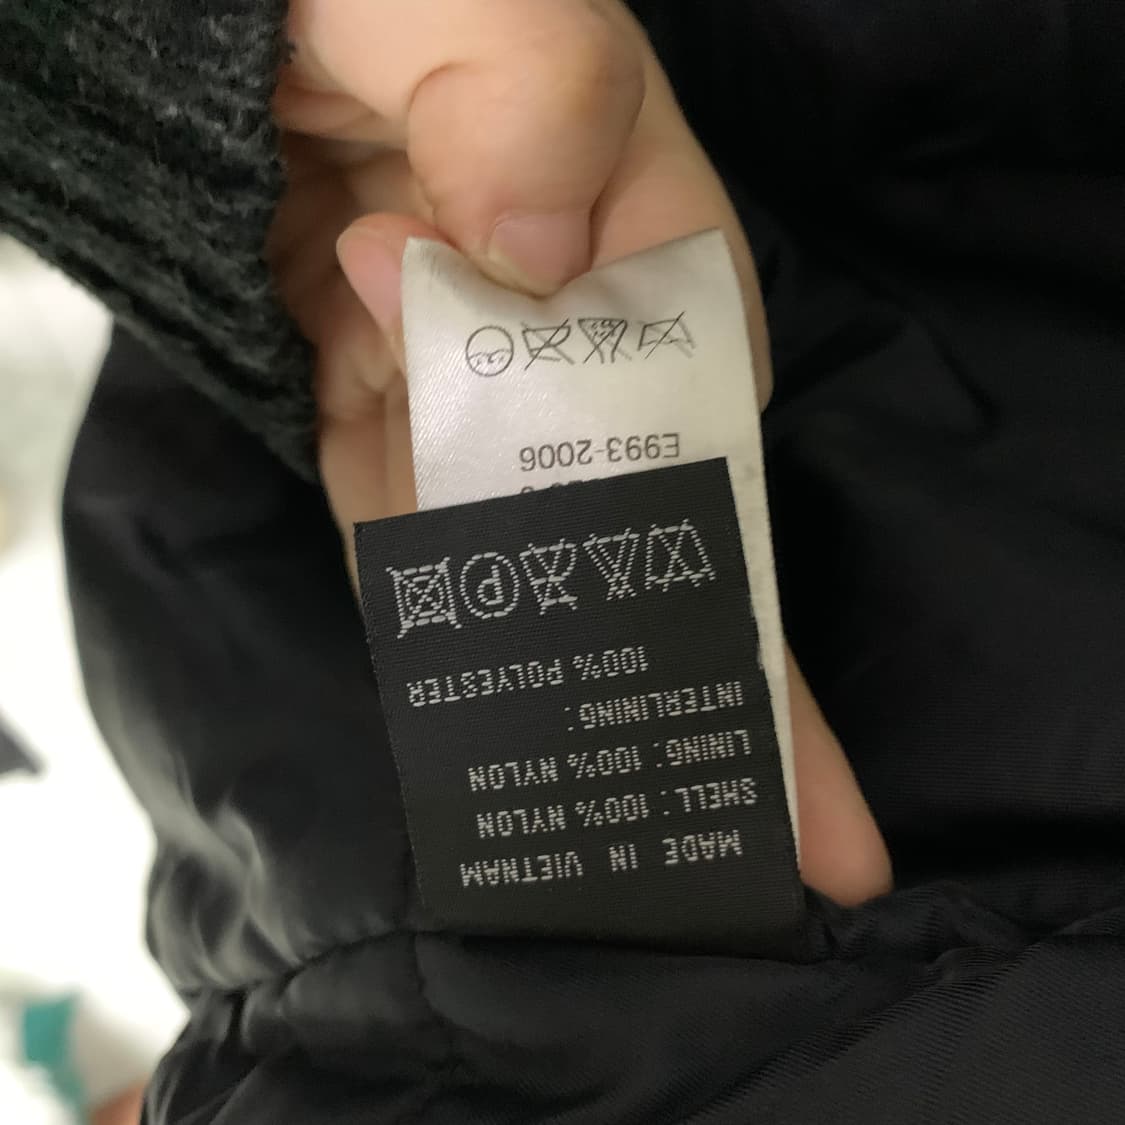 MADE IN VIETNAM
SHELL: 100% NYLON
LINING: 100% NYLON
INTERLINING:
100% POLYESTER
P
E993-2006